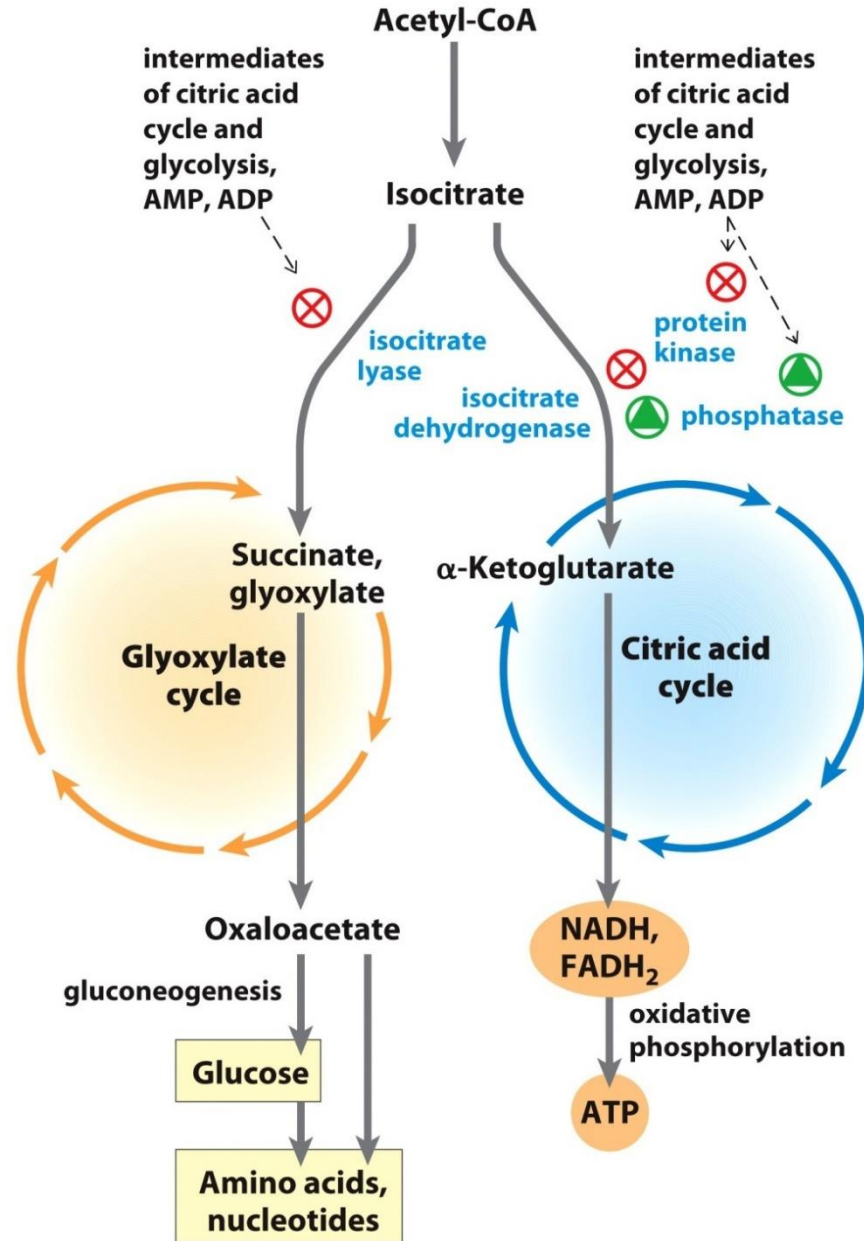 Acetyl-CoA
intermediates
of citric acid
cycle and
glycolysis,
AMP, ADP
intermediates
of citric acid
cycle and
glycolysis,
AMP, ADP
Isocitrate
isocitrate
lyase
isocitrate
dehydrogenase
protein
kinase
phosphatase
Succinate,
glyoxylate
Glyoxylate
cycle
α-Ketoglutarate
Citric acid
cycle
Oxaloacetate
gluconeogenesis
Glucose
Amino acids,
nucleotides
NADH,
FADH₂
oxidative
phosphorylation
ATP